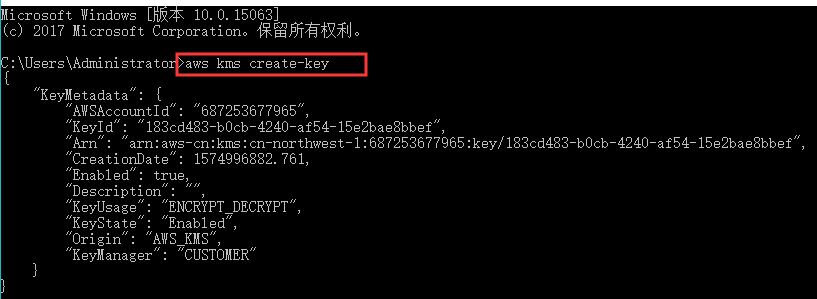 Microsoft Windows [版本 10.0.15063]
(c) 2017 Microsoft Corporation。保留所有权利。
C:\Users\Administrator>aws kms create-key
{
    "KeyMetadata": {
        "AWSAccountId": "687253677965",
        "KeyId": "183cd483-b0cb-4240-af54-15e2bae8bbef",
        "Arn": "arn:aws-cn:kms:cn-northwest-1:687253677965:key/183cd483-b0cb-4240-af54-15e2bae8bbef",
        "CreationDate": 1574996882.761,
        "Enabled": true,
        "Description": "",
        "KeyUsage": "ENCRYPT_DECRYPT",
        "KeyState": "Enabled",
        "Origin": "AWS_KMS",
        "KeyManager": "CUSTOMER"
    }
}